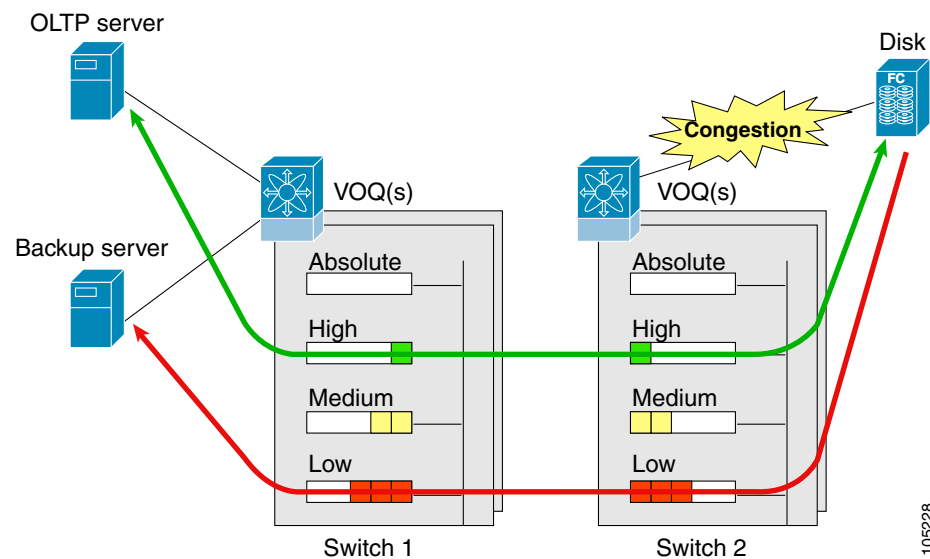 OLTP server
Disk
FC
Congestion
VOQ(s)
VOQ(s)
Backup server
Absolute
Absolute
High
High
Medium
Medium
Low
Low
Switch 1
Switch 2
105228